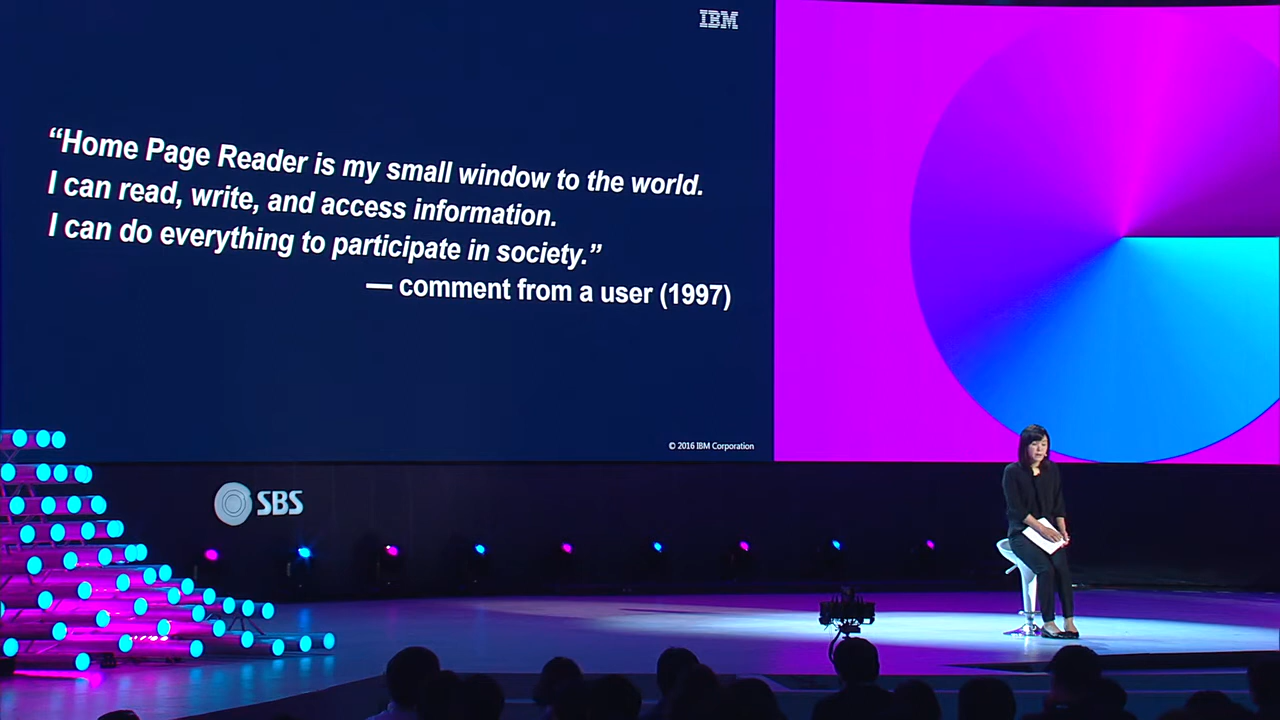 IBM
“Home Page Reader is my small window to the world.
I can read, write, and access information.
I can do everything to participate in society.”
— comment from a user (1997)
© 2016 IBM Corporation
SBS